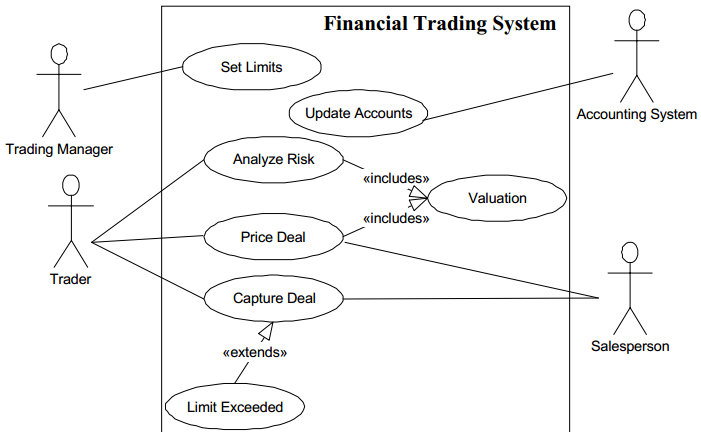 Financial Trading System
Set Limits
Update Accounts
Trading Manager
Accounting System
Analyze Risk
«includes»
Valuation
«includes»
Price Deal
Trader
Capture Deal
Salesperson
«extends»
Limit Exceeded